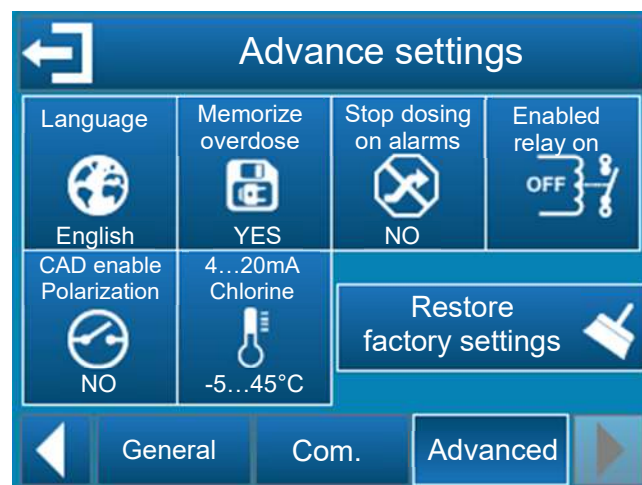 Advance settings
Language
English
Memorize
overdose
YES
Stop dosing
on alarms
NO
Enabled
relay on
OFF
CAD enable
Polarization
NO
4…20mA
Chlorine
-5…45°C
Restore
factory settings
General
Com.
Advanced